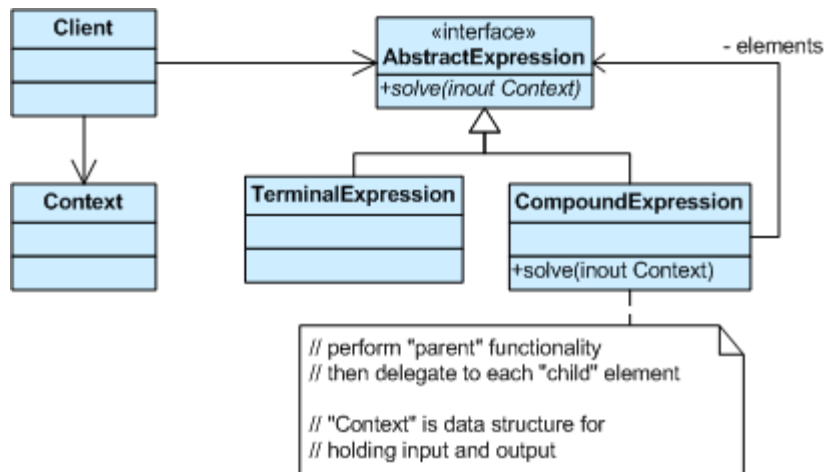 Client
«interface»
AbstractExpression
+solve(inout Context)
- elements
Context
TerminalExpression
CompoundExpression
+solve(inout Context)
// perform "parent" functionality
// then delegate to each "child" element
// "Context" is data structure for
// holding input and output